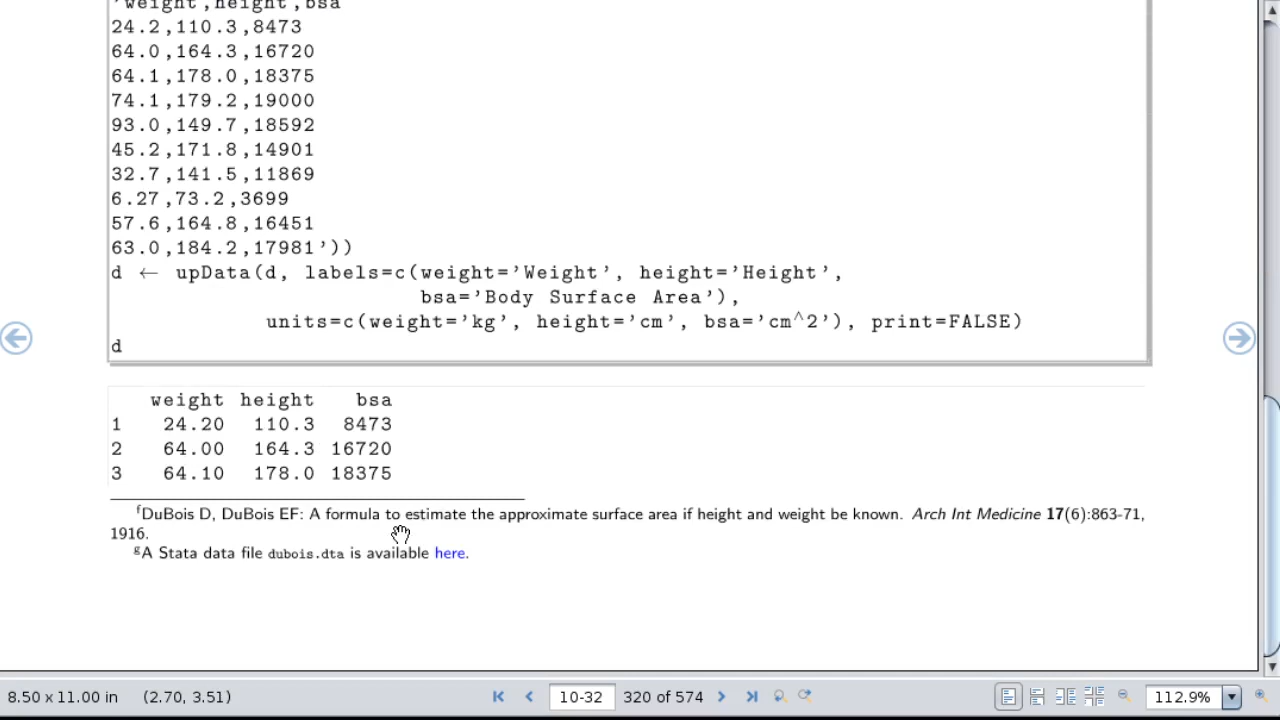 'weight,height,bsa
24.2,110.3,8473
64.0,164.3,16720
64.1,178.0,18375
74.1,179.2,19000
93.0,149.7,18592
45.2,171.8,14901
32.7,141.5,11869
6.27,73.2,3699
57.6,164.8,16451
63.0,184.2,17981'))
d ← upData(d, labels=c(weight='Weight', height='Height',
bsa='Body Surface Area'),
units=c(weight='kg', height='cm', bsa='cm^2'), print=FALSE)
d
weight height bsa
1 24.20 110.3 8473
2 64.00 164.3 16720
3 64.10 178.0 18375
fDuBois D, DuBois EF: A formula to estimate the approximate surface area if height and weight be known. Arch Int Medicine 17(6):863-71,
1916.
gA Stata data file dubois.dta is available here.
8.50 x 11.00 in (2.70, 3.51) 10-32 320 of 574 112.9%